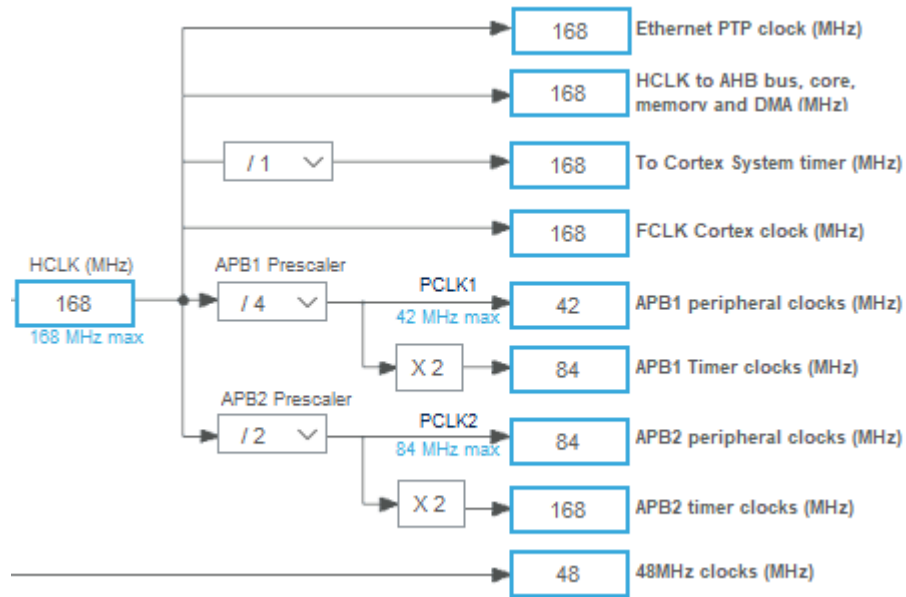 168 Ethernet PTP clock (MHz)
168 HCLK to AHB bus, core,
memory and DMA (MHz)
/ 1 168 To Cortex System timer (MHz)
168 FCLK Cortex clock (MHz)
HCLK (MHz) APB1 Prescaler
PCLK1
168 / 4 42 APB1 peripheral clocks (MHz)
42 MHz max
168 MHz max
X 2 84 APB1 Timer clocks (MHz)
APB2 Prescaler
PCLK2
/ 2 84 APB2 peripheral clocks (MHz)
84 MHz max
X 2 168 APB2 timer clocks (MHz)
48 48MHz clocks (MHz)